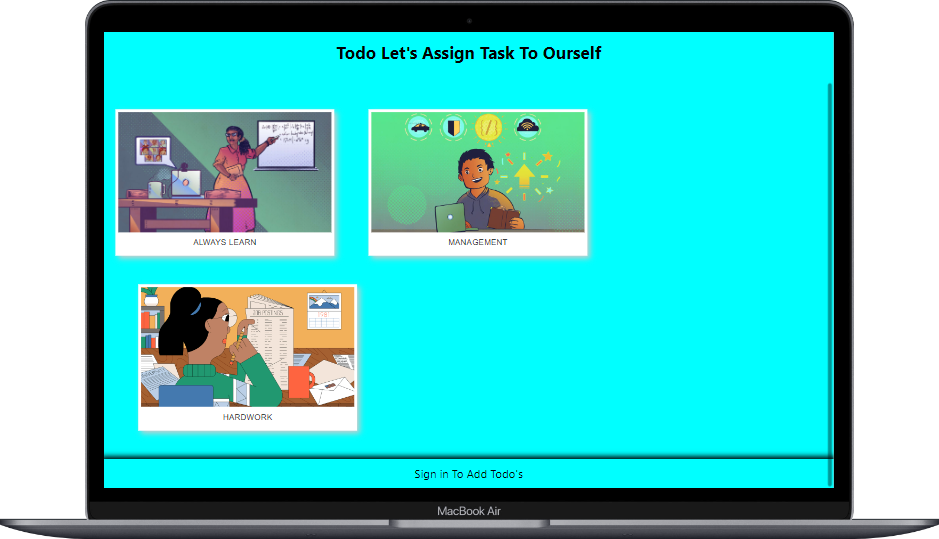 Todo Let's Assign Task To Ourself
ALWAYS LEARN
MANAGEMENT
HARDWORK
Sign in To Add Todo's
MacBook Air